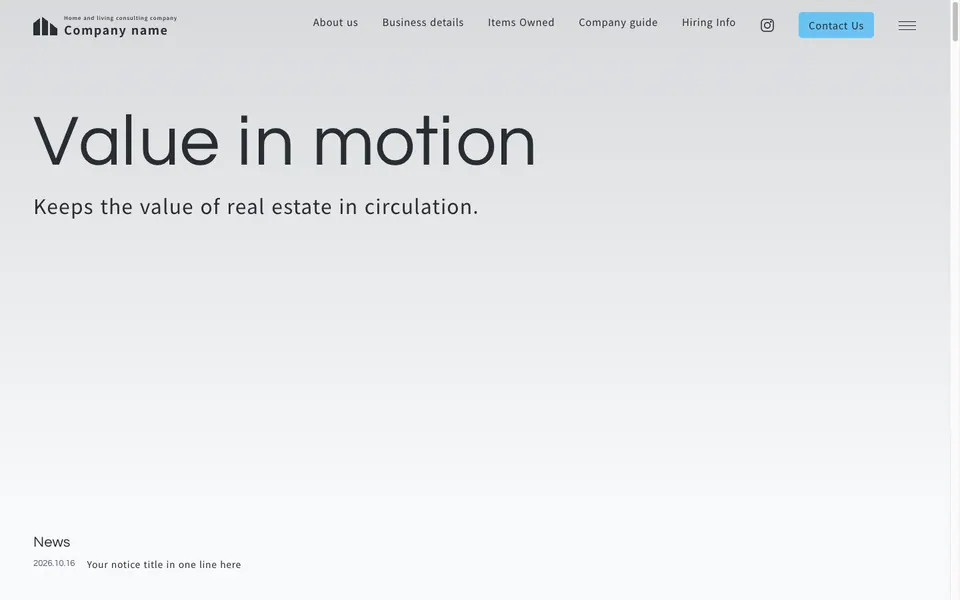 Home and living consulting company
Company name
About us
Business details
Items Owned
Company guide
Hiring Info
Contact Us
Value in motion
Keeps the value of real estate in circulation.
News
2026.10.16
Your notice title in one line here